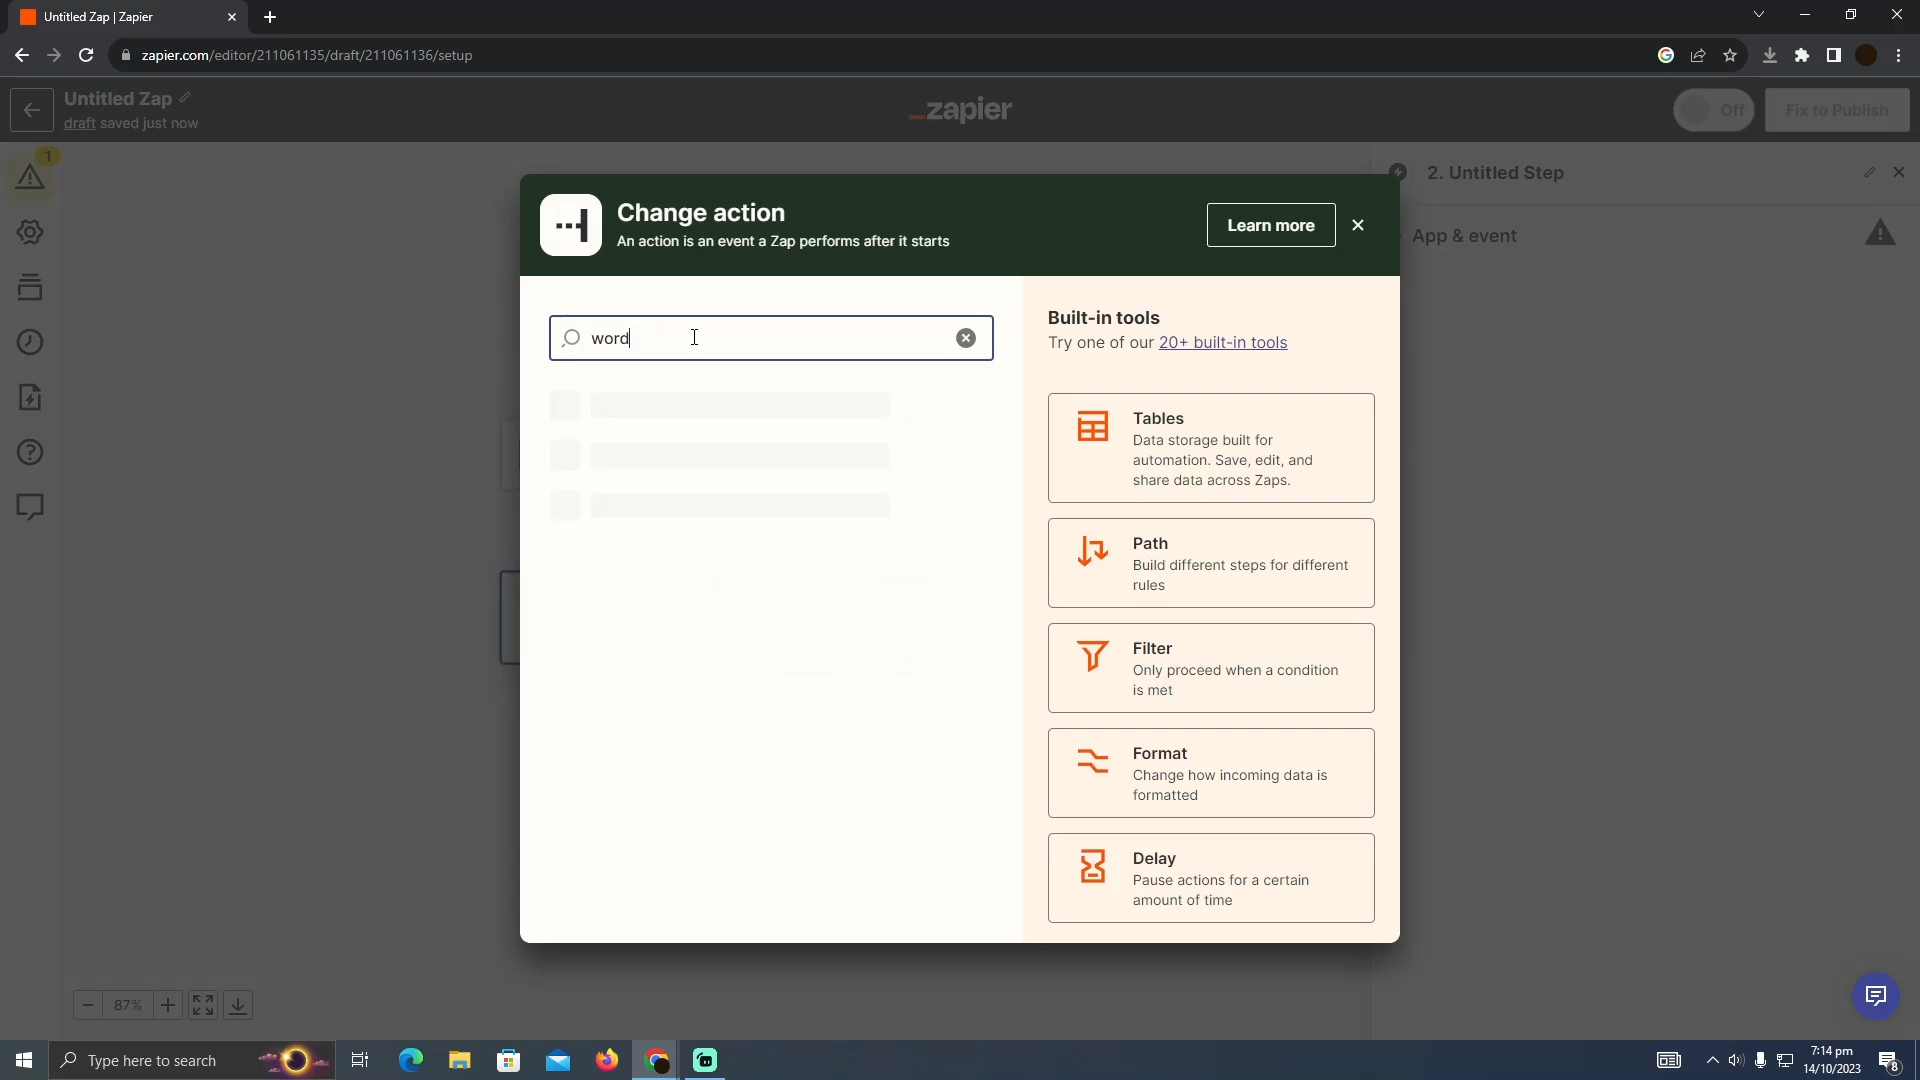 Untitled Zap | Zapier
zapier.com/editor/211061135/draft/211061136/setup
Untitled Zap
draft saved just now
_zapier
Off
Fix to Publish
1
2. Untitled Step
App & event
Change action
An action is an event a Zap performs after it starts
Learn more
word
Built-in tools
Try one of our 20+ built-in tools
Tables
Data storage built for
automation. Save, edit, and
share data across Zaps.
Path
Build different steps for different
rules
Filter
Only proceed when a condition
is met
Format
Change how incoming data is
formatted
Delay
Pause actions for a certain
amount of time
87%
Type here to search
7:14 pm
14/10/2023
8